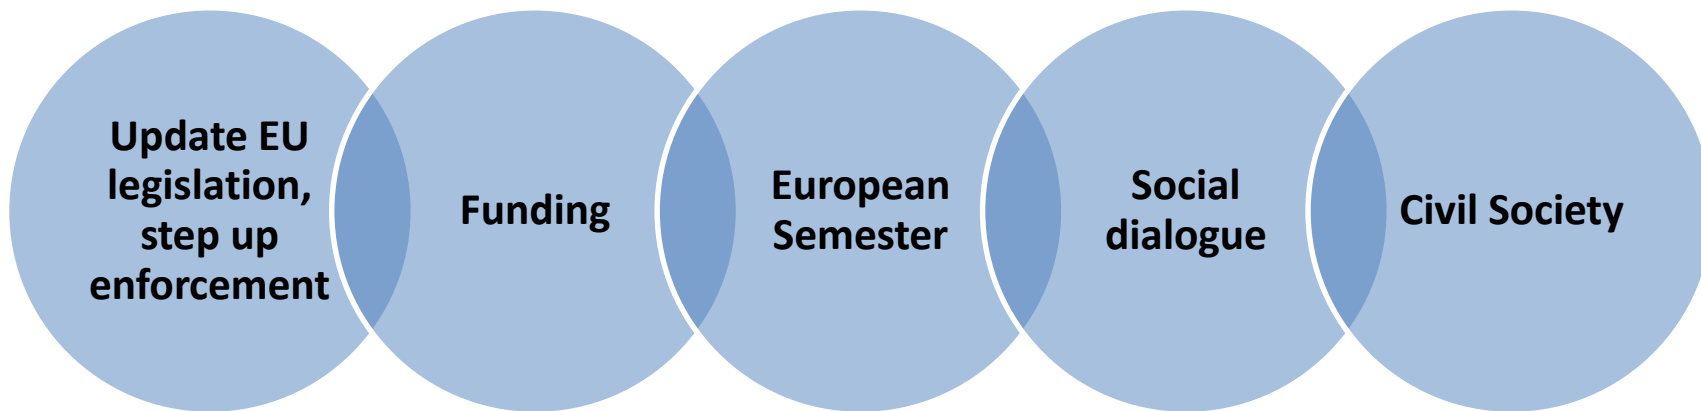 Update EU
legislation,
step up
enforcement
Funding
European
Semester
Social
dialogue
Civil Society